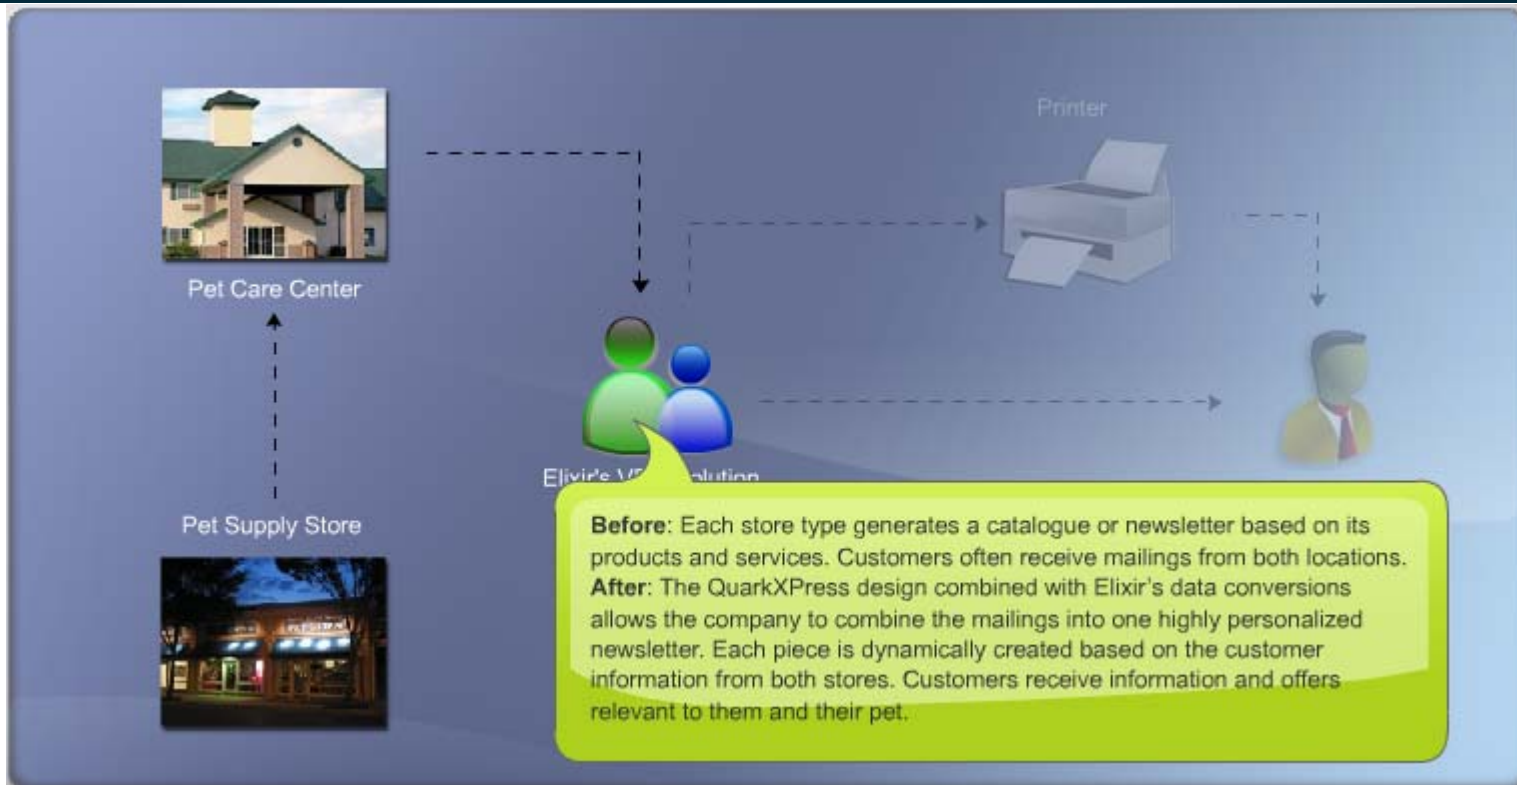 Printer
Pet Care Center
Elixir's
Pet Supply Store
Before: Each store type generates a catalogue or newsletter based on its
products and services. Customers often receive mailings from both locations.
After: The QuarkXPress design combined with Elixir’s data conversions
allows the company to combine the mailings into one highly personalized
newsletter. Each piece is dynamically created based on the customer
information from both stores. Customers receive information and offers
relevant to them and their pet.